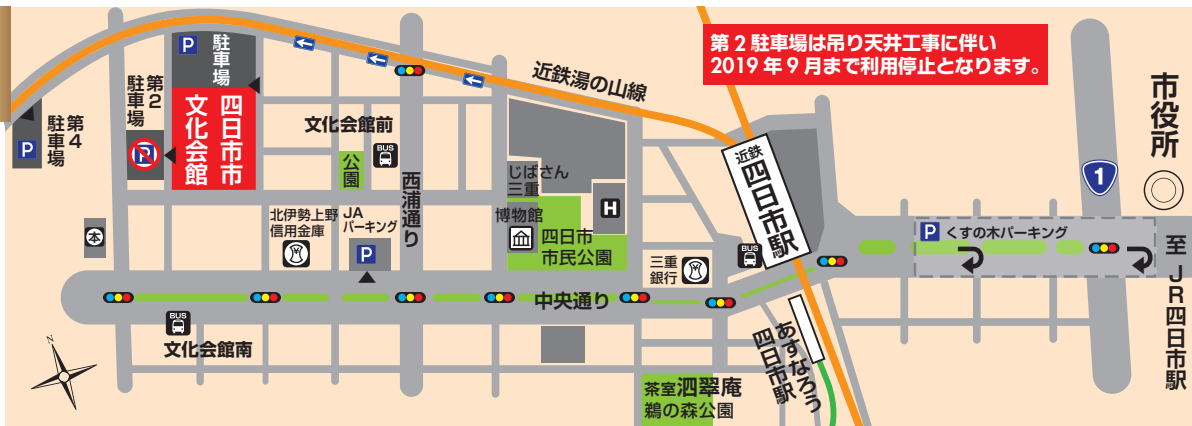 第2駐車場は吊り天井工事に伴い
2019年9月まで利用停止となります。
P
駐車場
四日市市
文化会館
第2
駐車場
P
第4
駐車場
P
近鉄湯の山線
文化会館前
BUS
公園
西浦通り
じばさん
三重
博物館
H
四日市
市民公園
北伊勢上野
信用金庫
JA
パーキング
P
本
三重
銀行
BUS
近鉄
四日市駅
中央通り
BUS
文化会館南
あすなろう
四日市駅
茶室泗翠庵
鵜の森公園
P くすの木パーキング
1
市役所
至
JR四日市駅
N